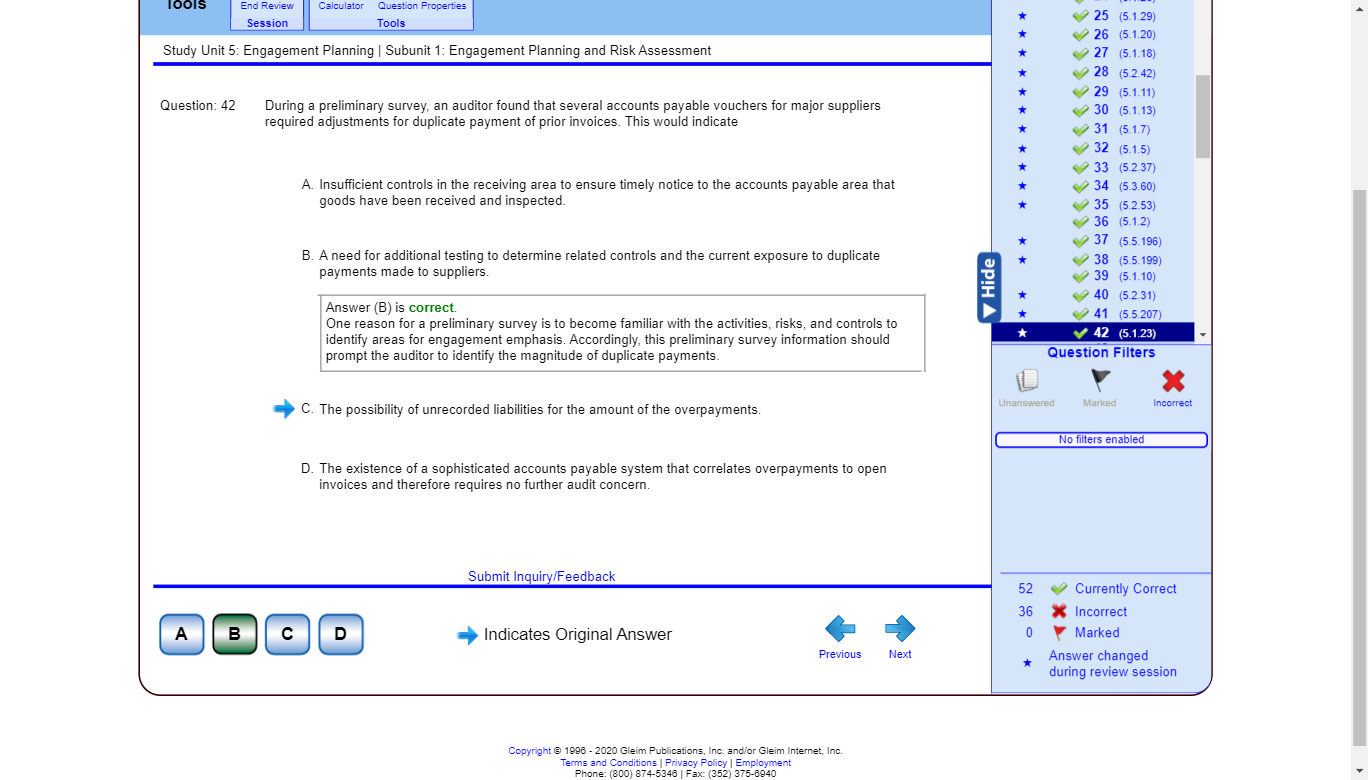 Tools
End Review
Session
Calculator Question Properties
Tools
Study Unit 5: Engagement Planning | Subunit 1: Engagement Planning and Risk Assessment
Question: 42
During a preliminary survey, an auditor found that several accounts payable vouchers for major suppliers
required adjustments for duplicate payment of prior invoices. This would indicate
A. Insufficient controls in the receiving area to ensure timely notice to the accounts payable area that
goods have been received and inspected.
B. A need for additional testing to determine related controls and the current exposure to duplicate
payments made to suppliers.
Answer (B) is correct.
One reason for a preliminary survey is to become familiar with the activities, risks, and controls to
identify areas for engagement emphasis. Accordingly, this preliminary survey information should
prompt the auditor to identify the magnitude of duplicate payments.
C. The possibility of unrecorded liabilities for the amount of the overpayments.
D. The existence of a sophisticated accounts payable system that correlates overpayments to open
invoices and therefore requires no further audit concern.
Submit Inquiry/Feedback
A B C D
Indicates Original Answer
Previous
Next
25 (5.1.29)
26 (5.1.20)
27 (5.1.18)
28 (5.2.42)
29 (5.1.11)
30 (5.1.13)
31 (5.1.7)
32 (5.1.5)
33 (5.2.37)
34 (5.3.60)
35 (5.2.53)
36 (5.1.2)
37 (5.5.196)
38 (5.5.199)
39 (5.1.10)
40 (5.2.31)
41 (5.5.207)
42 (5.1.23)
Hide
Question Filters
Unanswered
Marked
Incorrect
No filters enabled
52 Currently Correct
36 Incorrect
0 Marked
Answer changed
during review session
Copyright © 1996 - 2020 Gleim Publications, Inc. and/or Gleim Internet, Inc.
Terms and Conditions | Privacy Policy | Employment
Phone: (800) 874-5346 | Fax: (352) 375-6940